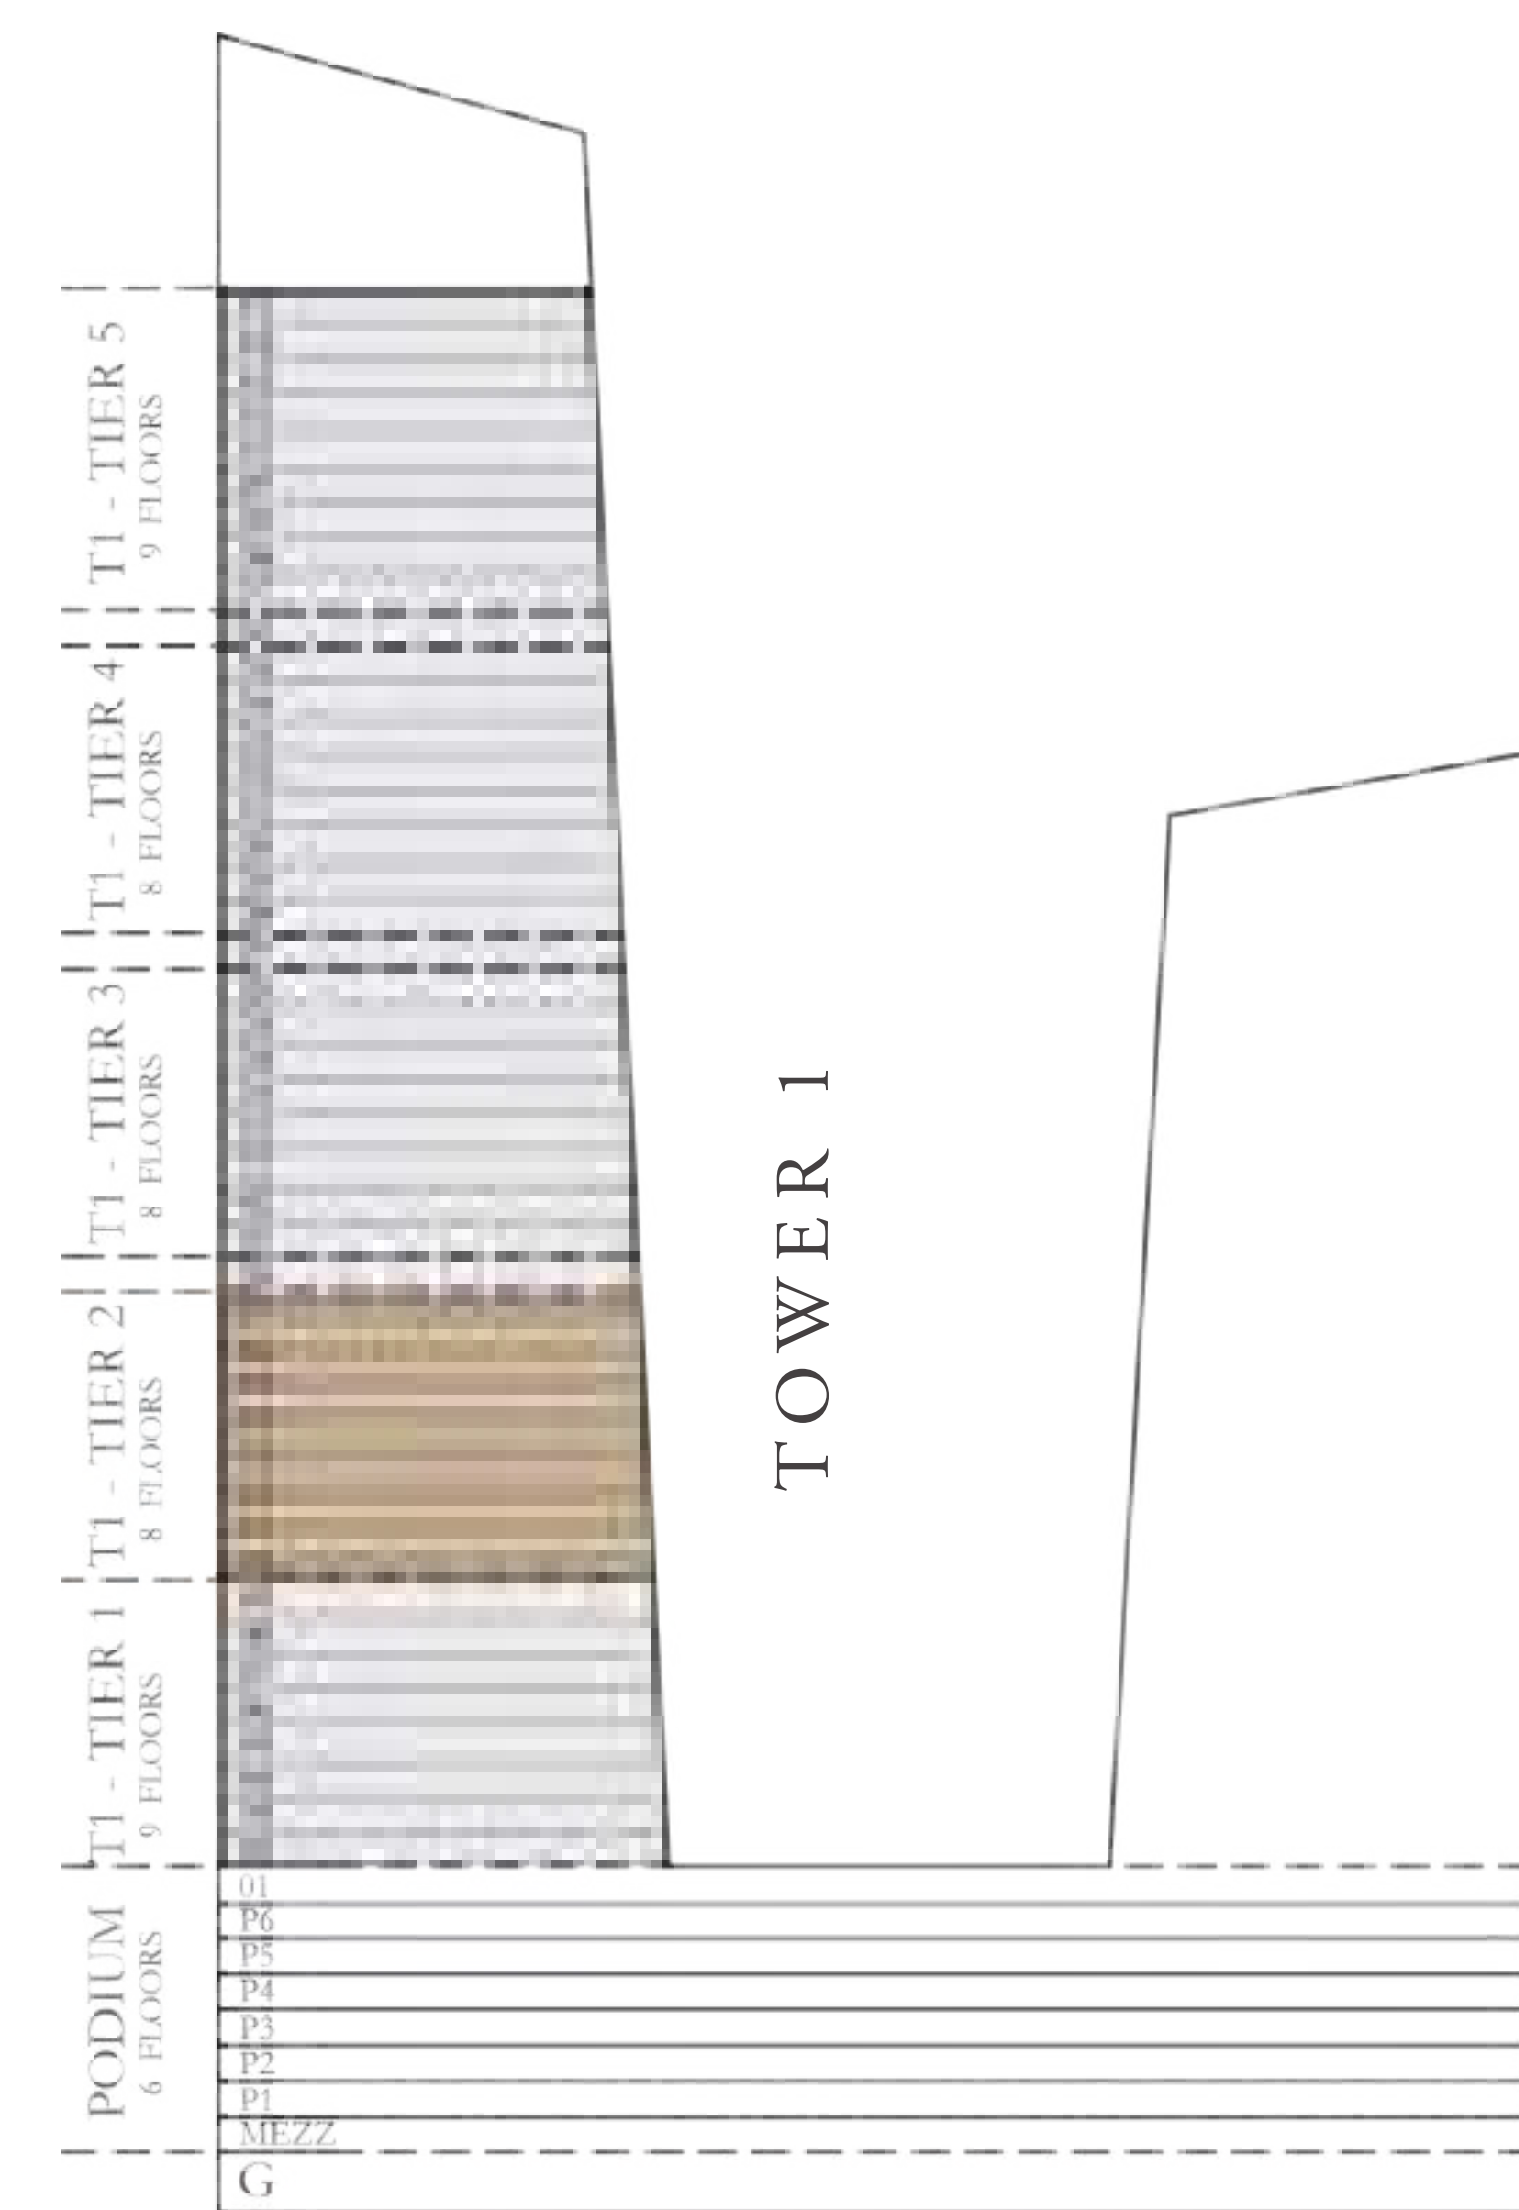 T1 - TIER 5
9 FLOORS
T1 - TIER 4
8 FLOORS
T1 - TIER 3
8 FLOORS
T1 - TIER 2
8 FLOORS
T1 - TIER 1
9 FLOORS
TOWER 1
PODIUM
6 FLOORS
01
P6
P5
P4
P3
P2
P1
MEZZ
G